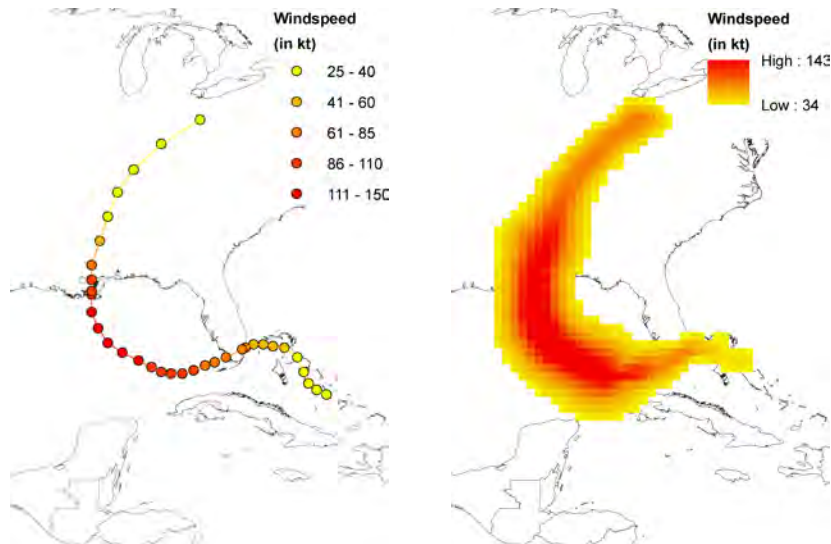 Windspeed
(in kt)
25 - 40
41 - 60
61 - 85
86 - 110
111 - 150
Windspeed
(in kt)
High : 143
Low : 34